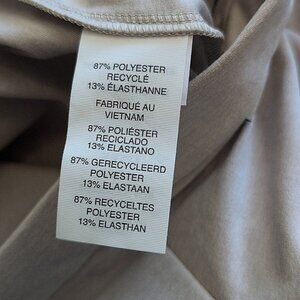 87% POLYESTER
RECYCLÉ
13% ÉLASTHANNE
FABRIQUÉ AU
VIETNAM
87% POLIÉSTER
RECICLADO
13% ELASTANO
87% GERECYCLEERD
POLYESTER
13% ELASTAAN
87% RECYCELTES
POLYESTER
13% ELASTHAN